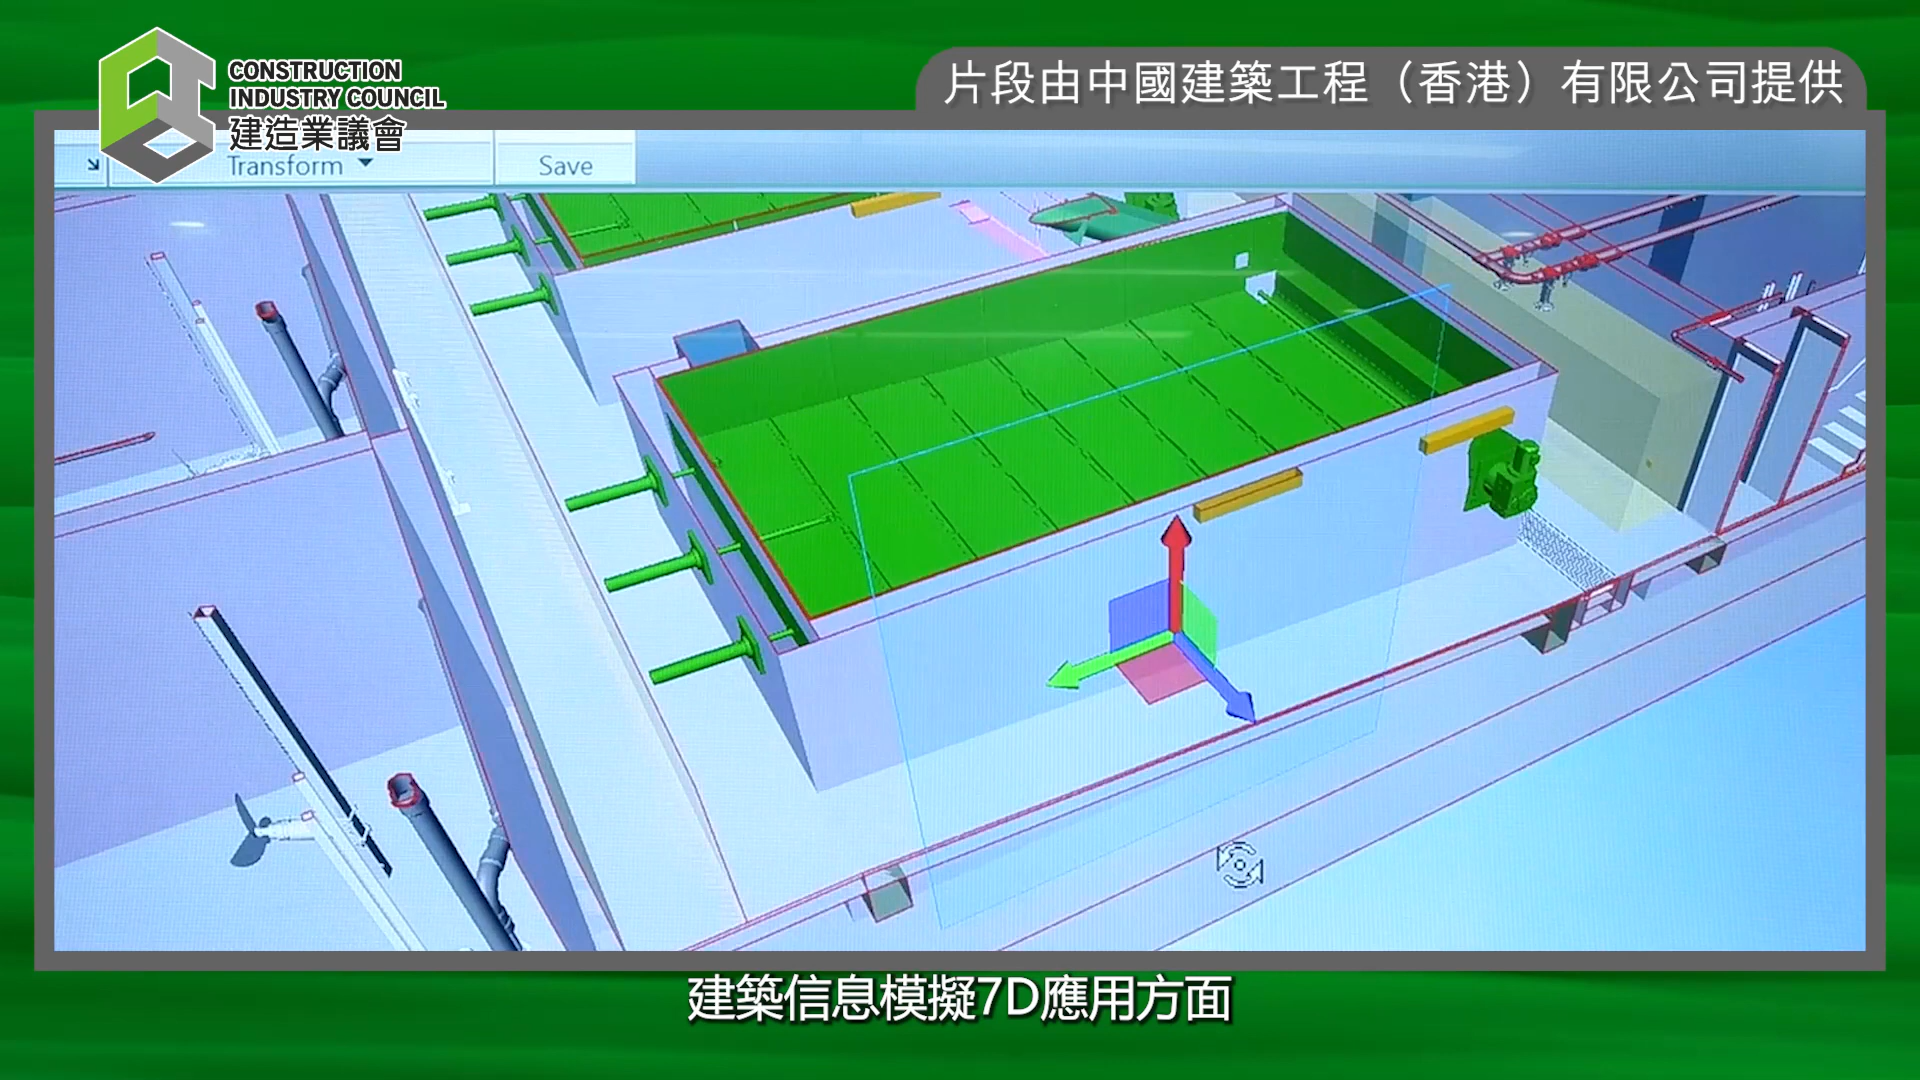 CONSTRUCTION
INDUSTRY COUNCIL
建造業議會
片段由中國建築工程（香港）有限公司提供
Transform
Save
建築信息模擬7D應用方面